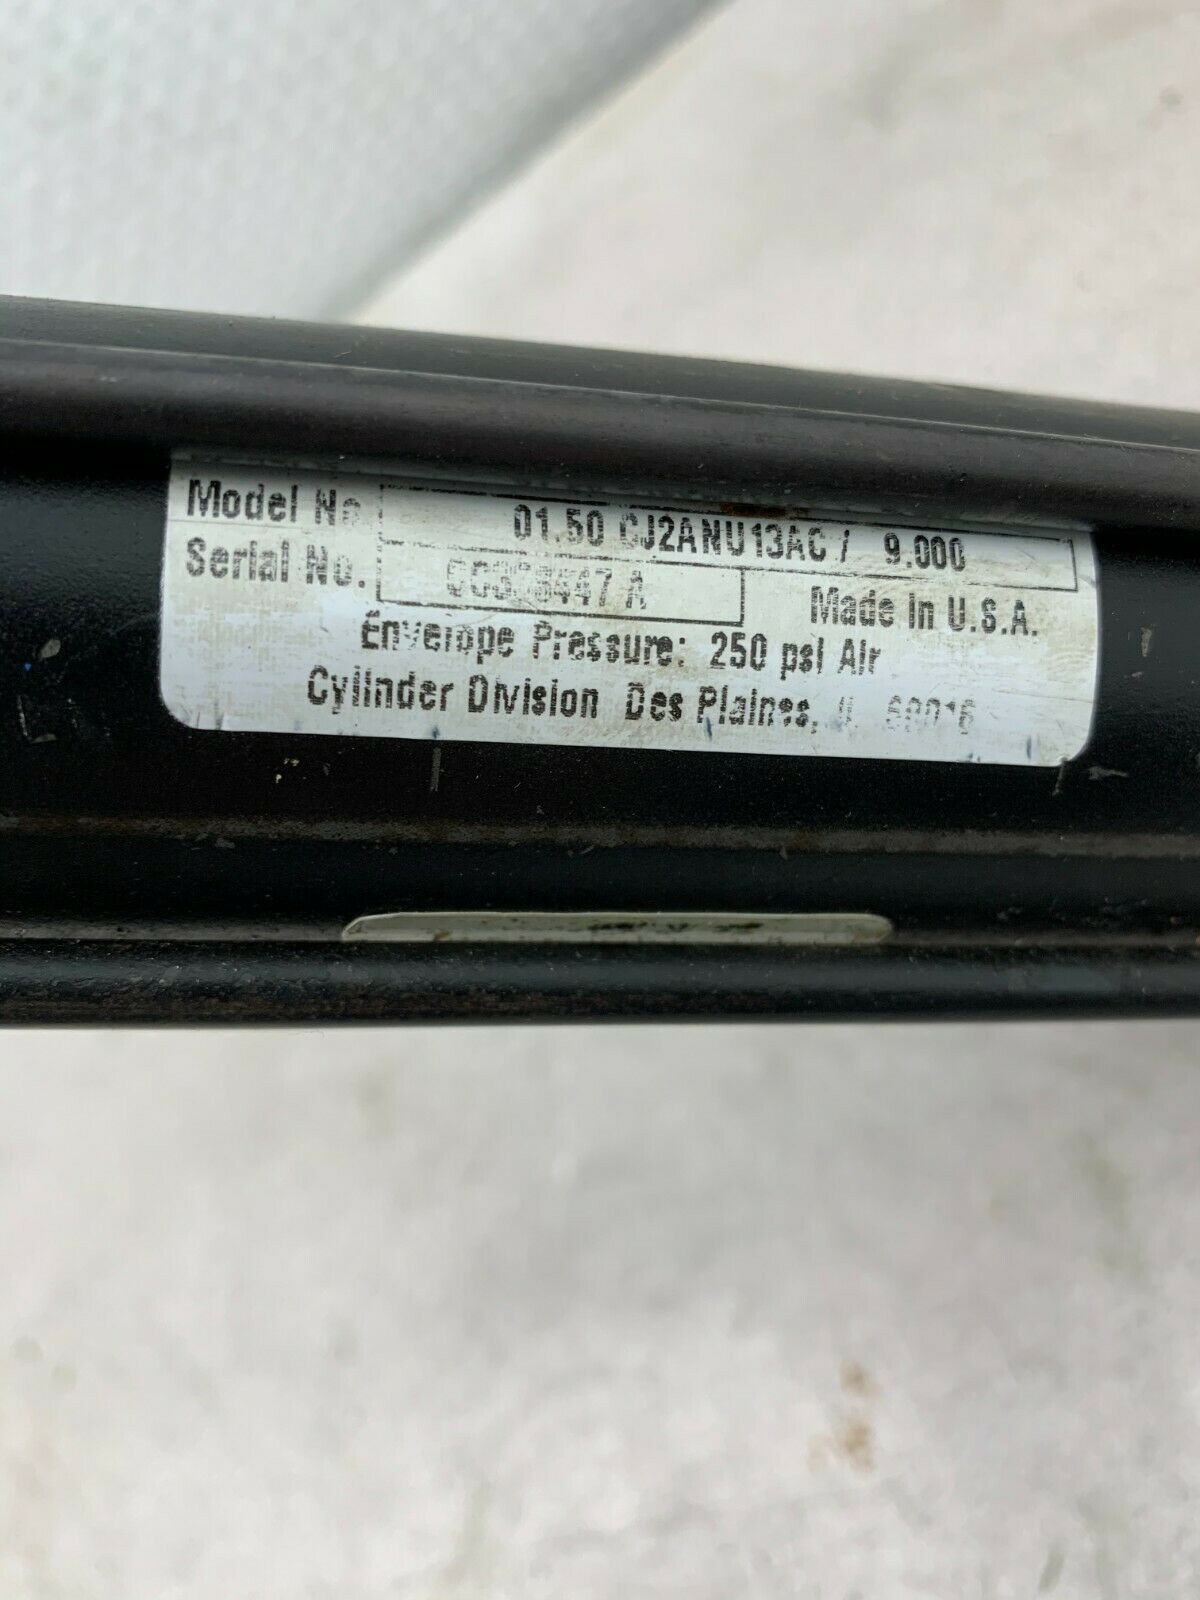 Model No. 01.50 CJ2ANU13AC / 9.000
Serial No. Made In U.S.A.
Envelope Pressure: 250 psi Air
Cylinder Division Des Plaines, 60016